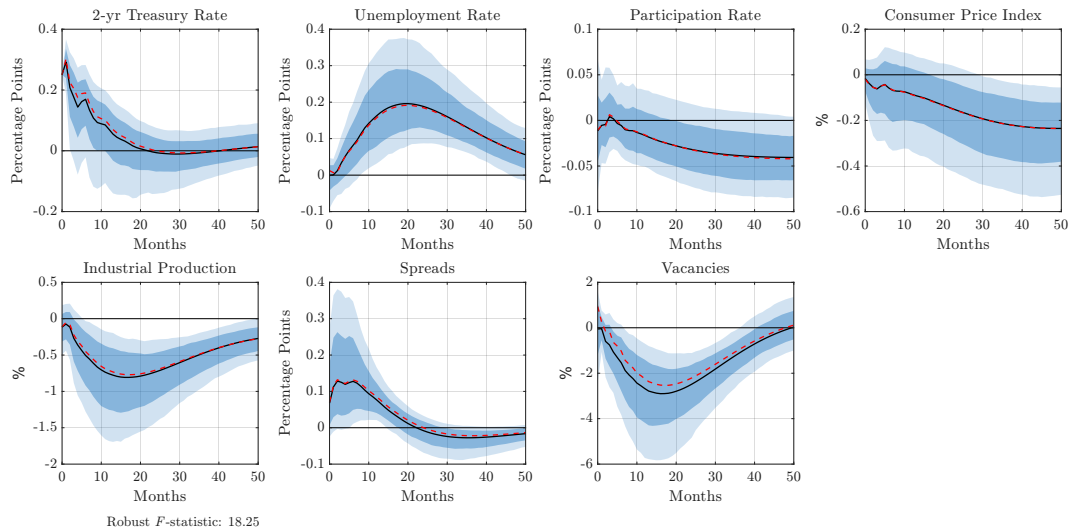 2-yr Treasury Rate
Unemployment Rate
Participation Rate
Consumer Price Index
Percentage Points
0.4
0.2
0
-0.2
0 10 20 30 40 50
Months
Percentage Points
0.4
0.3
0.2
0.1
0
-0.1
0 10 20 30 40 50
Months
Percentage Points
0.1
0.05
0
-0.05
-0.1
0 10 20 30 40 50
Months
%
0.2
0
-0.2
-0.4
-0.6
0 10 20 30 40 50
Months
Industrial Production
Spreads
Vacancies
%
0.5
0
-0.5
-1
-1.5
-2
0 10 20 30 40 50
Months
Percentage Points
0.4
0.3
0.2
0.1
0
-0.1
0 10 20 30 40 50
Months
%
2
0
-2
-4
-6
0 10 20 30 40 50
Months
Robust F-statistic: 18.25